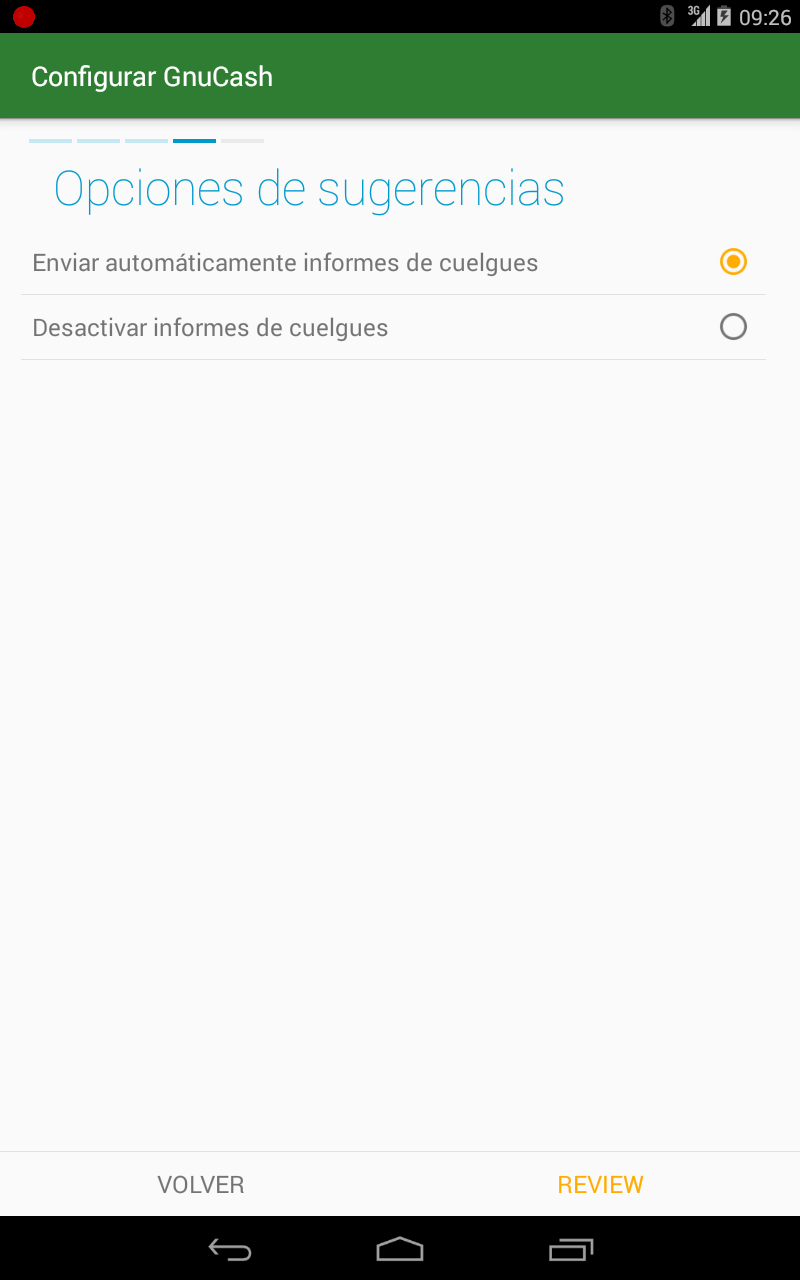 3G 09:26
Configurar GnuCash
Opciones de sugerencias
Enviar automáticamente informes de cuelgues
Desactivar informes de cuelgues
VOLVER REVIEW